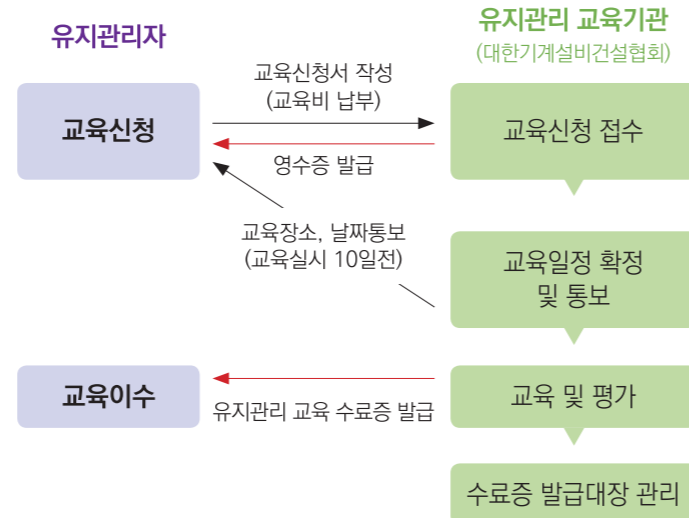 유지관리자
유지관리 교육기관
(대한기계설비건설협회)
교육신청
교육신청서 작성
(교육비 납부)
영수증 발급
교육신청 접수
교육장소, 날짜통보
(교육실시 10일전)
교육일정 확정
및 통보
교육이수
유지관리 교육 수료증 발급
교육 및 평가
수료증 발급대장 관리